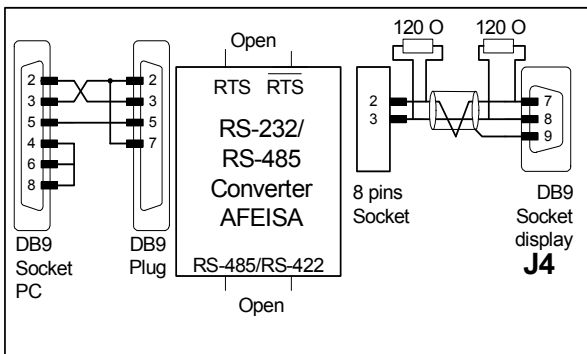 Open
120 O
120 O
RTS
RTS
2
3
5
4
6
8
2
3
5
7
RS-232/
RS-485
Converter
AFEISA
2
3
7
8
9
DB9
Socket
PC
DB9
Plug
RS-485/RS-422
8 pins
Socket
DB9
Socket
display
J4
Open